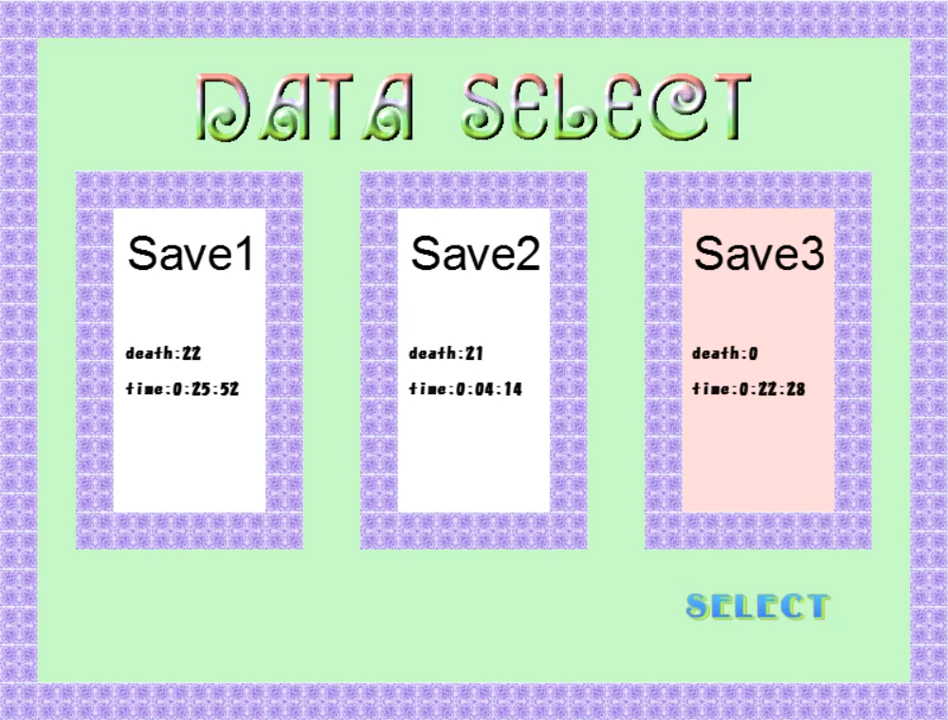 DATA SELECT
Save1
death:22
time:0:25:52
Save2
death:21
time:0:04:14
Save3
death:0
time:0:22:28
SELECT